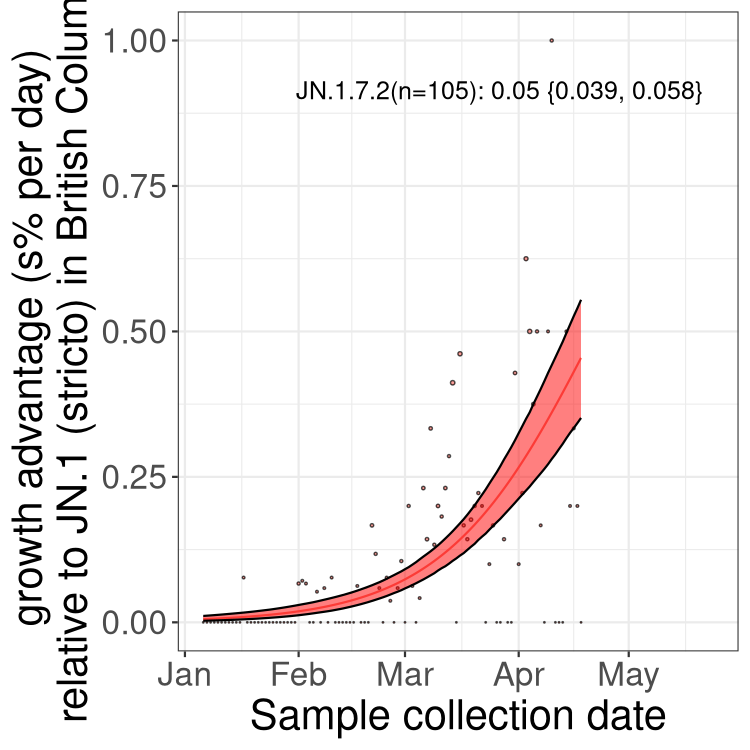 growth advantage (s% per day)
relative to JN.1 (stricto) in British Colum
1.00
0.75
0.50
0.25
0.00
JN.1.7.2(n=105): 0.05 {0.039, 0.058}
Jan Feb Mar Apr May
Sample collection date